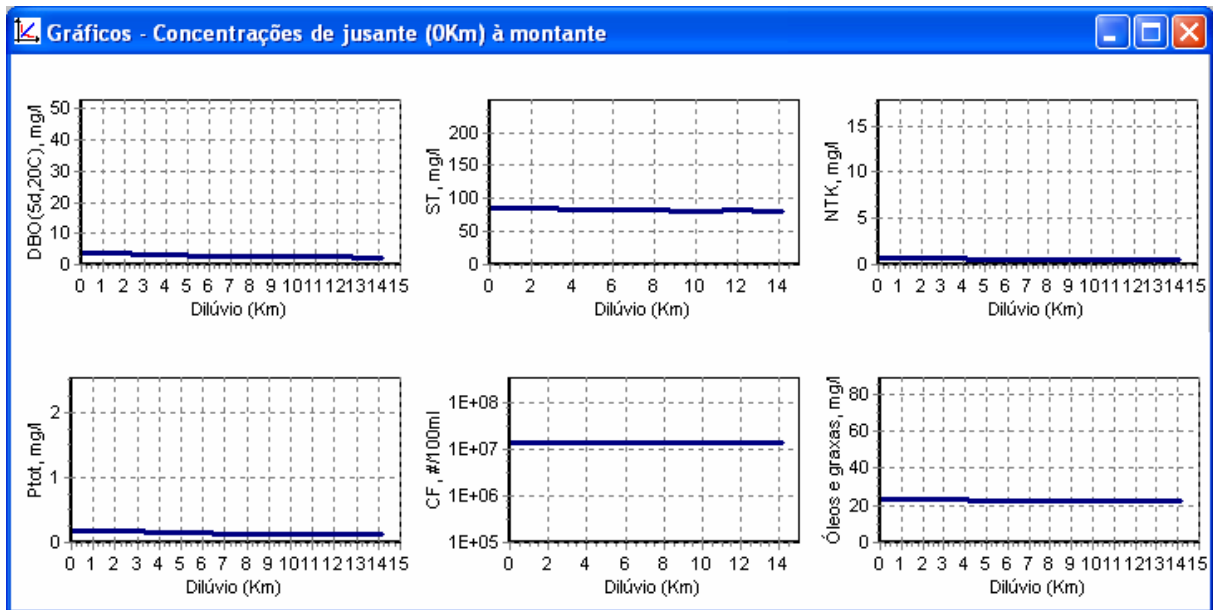 Gráficos - Concentrações de jusante (0Km) à montante
DBO(5d,20C), mg/l
50
40
30
20
10
0
0 1 2 3 4 5 6 7 8 9 10 11 12 13 14 15
Dilúvio (Km)
ST, mg/l
200
150
100
50
0
0 2 4 6 8 10 12 14
Dilúvio (Km)
NTK, mg/l
15
10
5
0
0 1 2 3 4 5 6 7 8 9 10 11 12 13 14 15
Dilúvio (Km)
Ptot, mg/l
2
1
0
0 1 2 3 4 5 6 7 8 9 10 11 12 13 14 15
Dilúvio (Km)
CF, #/100ml
1E+08
1E+07
1E+06
1E+05
0 2 4 6 8 10 12 14
Dilúvio (Km)
Óleos e graxas, mg/l
80
60
40
20
0
0 1 2 3 4 5 6 7 8 9 10 11 12 13 14 15
Dilúvio (Km)